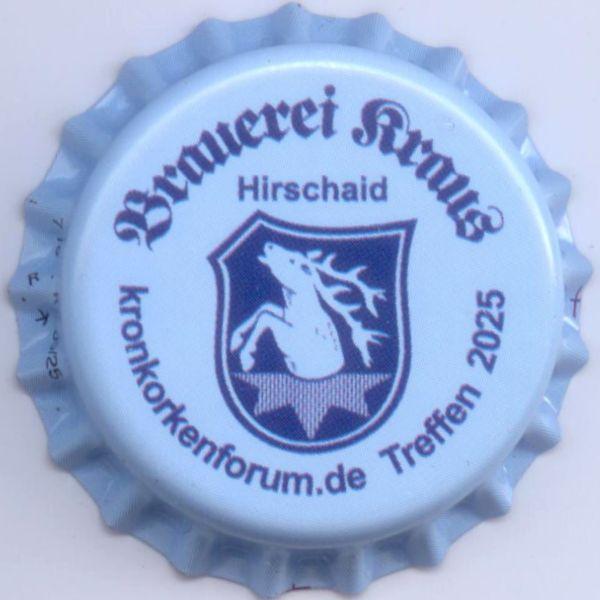 Brauerei Kraus
Hirschaid
kronkorkenforum.de Treffen 2025